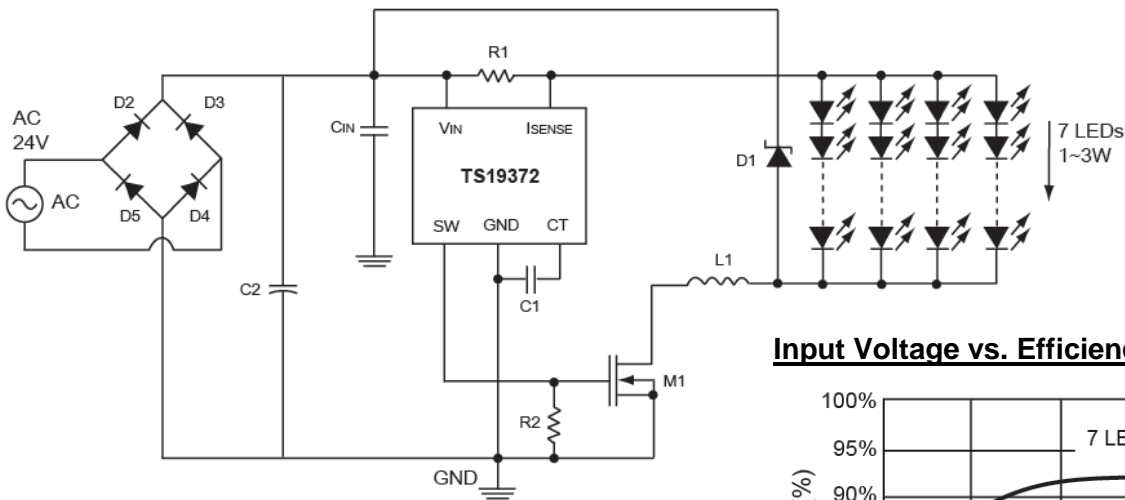 R1
D2
D3
AC
24V
AC
D5
D4
C2
CIN
VIN
ISENSE
TS19372
SW
GND
CT
C1
D1
7 LEDs
1~3W
L1
M1
R2
GND
Input Voltage vs. Efficien
100%
95%
90%
7 LE
(%)